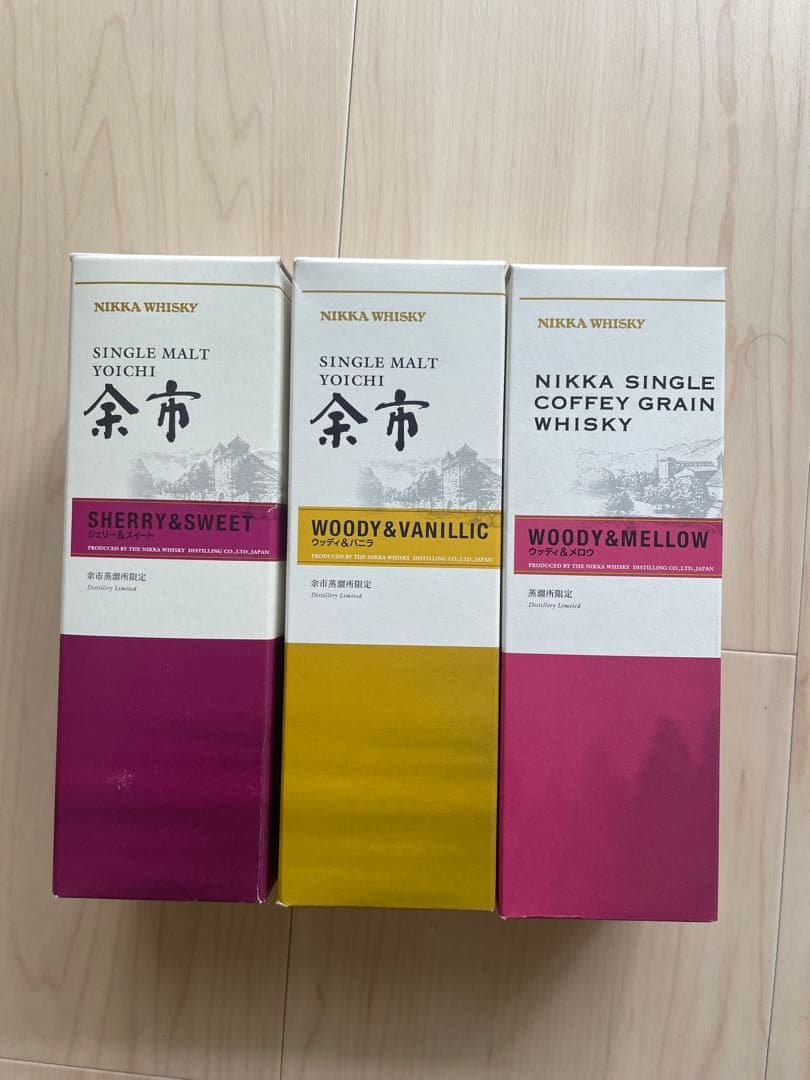 NIKKA WHISKY
SINGLE MALT
YOICHI
余市
SHERRY&SWEET
シェリー&スイート
PRODUCED BY THE NIKKA WHISKY DISTILLING CO.,LTD.,JAPAN
余市蒸溜所限定
Distillery Limited
NIKKA WHISKY
SINGLE MALT
YOICHI
余市
WOODY&VANILLIC
ウッディ&バニラ
PRODUCED BY THE NIKKA WHISKY DISTILLING CO.,LTD.,JAPAN
余市蒸溜所限定
Distillery Limited
NIKKA WHISKY
NIKKA SINGLE
COFFEY GRAIN
WHISKY
WOODY&MELLOW
ウッディ&メロウ
PRODUCED BY THE NIKKA WHISKY DISTILLING CO.,LTD.,JAPAN
蒸溜所限定
Distillery Limited